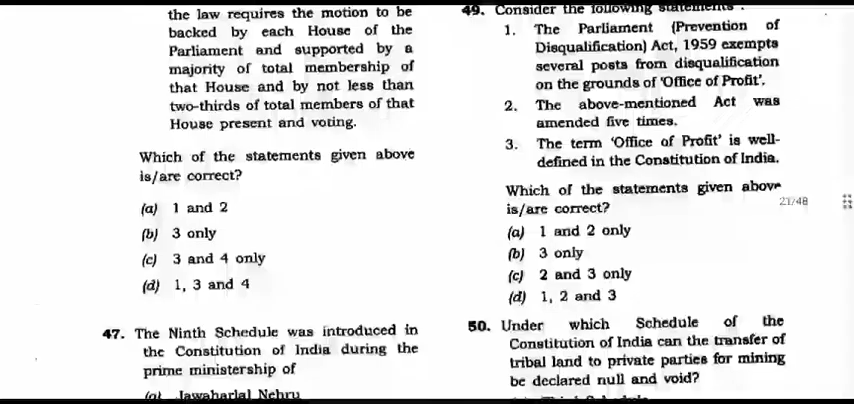 the law requires the motion to be
backed by each House of the
Parliament and supported by a
majority of total membership of
that House and by not less than
two-thirds of total members of that
House present and voting.
Which of the statements given above
is/are correct?
(a) 1 and 2
(b) 3 only
(c) 3 and 4 only
(d) 1, 3 and 4
47. The Ninth Schedule was introduced in
the Constitution of India during the
prime ministership of
(a) Jawaharlal Nehru
49. Consider the following statements :
1. The Parliament (Prevention of
Disqualification) Act, 1959 exempts
several posts from disqualification
on the grounds of 'Office of Profit'.
2. The above-mentioned Act was
amended five times.
3. The term 'Office of Profit' is well-
defined in the Constitution of India.
Which of the statements given above
is/are correct?
21/48
(a) 1 and 2 only
(b) 3 only
(c) 2 and 3 only
(d) 1, 2 and 3
50. Under which Schedule of the
Constitution of India can the transfer of
tribal land to private parties for mining
be declared null and void?